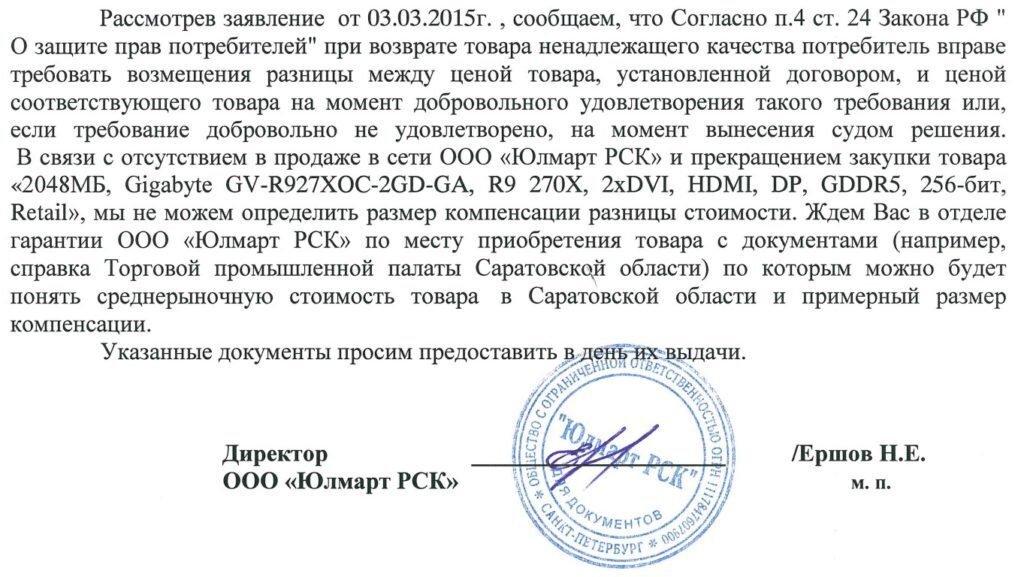 Рассмотрев заявление от 03.03.2015г. , сообщаем, что Согласно п.4 ст. 24 Закона РФ "
О защите прав потребителей" при возврате товара ненадлежащего качества потребитель вправе
требовать возмещения разницы между ценой товара, установленной договором, и ценой
соответствующего товара на момент добровольного удовлетворения такого требования или,
если требование добровольно не удовлетворено, на момент вынесения судом решения.
В связи с отсутствием в продаже в сети ООО «Юлмарт РСК» и прекращением закупки товара
«2048МБ, Gigabyte GV-R927XOC-2GD-GA, R9 270X, 2xDVI, HDMI, DP, GDDR5, 256-бит,
Retail», мы не можем определить размер компенсации разницы стоимости. Ждем Вас в отделе
гарантии ООО «Юлмарт РСК» по месту приобретения товара с документами (например,
справка Торговой промышленной палаты Саратовской области) по которым можно будет
понять среднерыночную стоимость товара в Саратовской области и примерный размер
компенсации.
Указанные документы просим предоставить в день их выдачи.
ОБЩЕСТВО С ОГРАНИЧЕННОЙ ОТВЕТСТВЕННОСТЬЮ ОГРН 1117847607900
"Юлмарт РСК"
ДЛЯ ДОКУМЕНТОВ
* САНКТ-ПЕТЕРБУРГ *
Директор /Ершов Н.Е.
ООО «Юлмарт РСК» м. п.